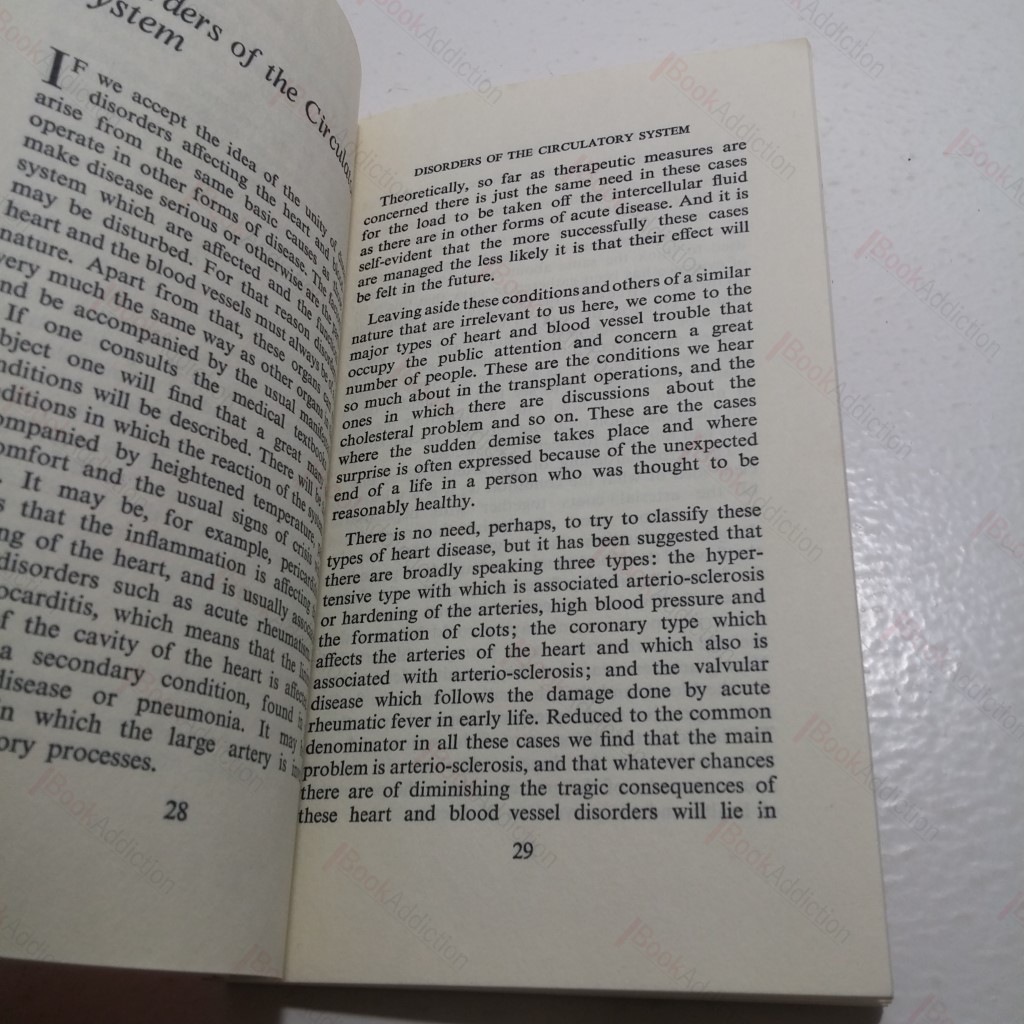 rders of the Circulato
ystem
IF we accept the idea of the unity of
disorders affecting the heart and
arise from the same basic causes as
operate in other forms of disease. The
make disease serious or otherwise are the
system which are affected and the
may be disturbed. For that reason
heart and the blood vessels must always be
nature. Apart from that, these organs can
very much the same way as other organs
nd be accompanied by the usual
If one consults the medical textbooks
bject one will find that a great many
nditions will be described. There will be
ditions in which the reaction of the system
ompanied by heightened temperature,
omfort and the usual signs of crisis
. It may be, for example,
s that the inflammation is affecting
ng of the heart, and is usually
disorders such as acute rheumatism
ocarditis, which means that the
f the cavity of the heart is
a secondary condition, found in
disease or pneumonia. It may
in which the large artery is
ory processes.
28
DISORDERS OF THE CIRCULATORY SYSTEM
Theoretically, so far as therapeutic measures are
concerned there is just the same need in these cases
for the load to be taken off the intercellular fluid
as there are in other forms of acute disease. And it is
self-evident that the more successfully these cases
are managed the less likely it is that their effect will
be felt in the future.
Leaving aside these conditions and others of a similar
nature that are irrelevant to us here, we come to the
major types of heart and blood vessel trouble that
occupy the public attention and concern a great
number of people. These are the conditions we hear
so much about in the transplant operations, and the
ones in which there are discussions about the
cholesteral problem and so on. These are the cases
where the sudden demise takes place and where
surprise is often expressed because of the unexpected
end of a life in a person who was thought to be
reasonably healthy.
There is no need, perhaps, to try to classify these
types of heart disease, but it has been suggested that
there are broadly speaking three types: the hyper-
tensive type with which is associated arterio-sclerosis
or hardening of the arteries, high blood pressure and
the formation of clots; the coronary type which
affects the arteries of the heart and which also is
associated with arterio-sclerosis; and the valvular
disease which follows the damage done by acute
rheumatic fever in early life. Reduced to the common
denominator in all these cases we find that the main
problem is arterio-sclerosis, and that whatever chances
there are of diminishing the tragic consequences of
these heart and blood vessel disorders will lie in
29